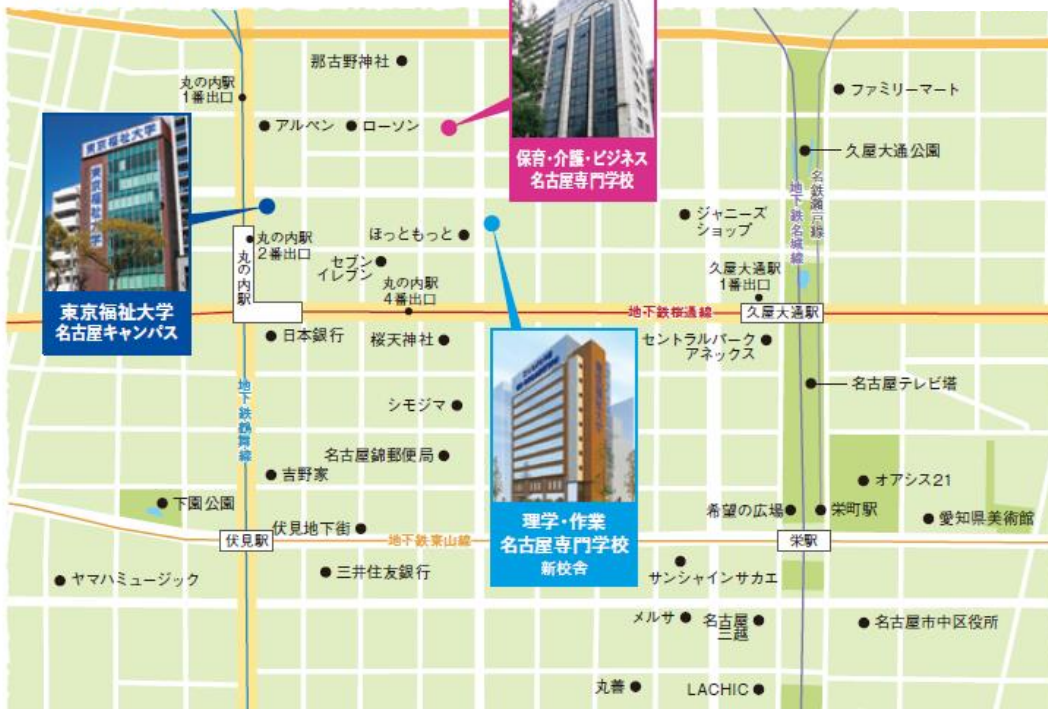 那古野神社
丸の内駅
1番出口
ファミリーマート
アルペン
ローソン
東京福祉大学
東京福祉大学
保育・介護・ビジネス
名古屋専門学校
久屋大通公園
地下鉄名城線
名鉄瀬戸線
ジャニーズ
ショップ
丸の内駅
2番出口
ほっともっと
セブン
イレブン
丸の内駅
丸の内駅
4番出口
久屋大通駅
1番出口
東京福祉大学
名古屋キャンパス
地下鉄桜通線
久屋大通駅
日本銀行
桜天神社
セントラルパーク
アネックス
地下鉄鶴舞線
名古屋テレビ塔
シモジマ
名古屋錦郵便局
吉野家
オアシス21
下園公園
伏見地下街
理学・作業
名古屋専門学校
新校舎
希望の広場
栄町駅
愛知県美術館
伏見駅
地下鉄東山線
栄駅
ヤマハミュージック
三井住友銀行
サンシャインサカエ
メルサ
名古屋
三越
名古屋市中区役所
丸善
LACHIC